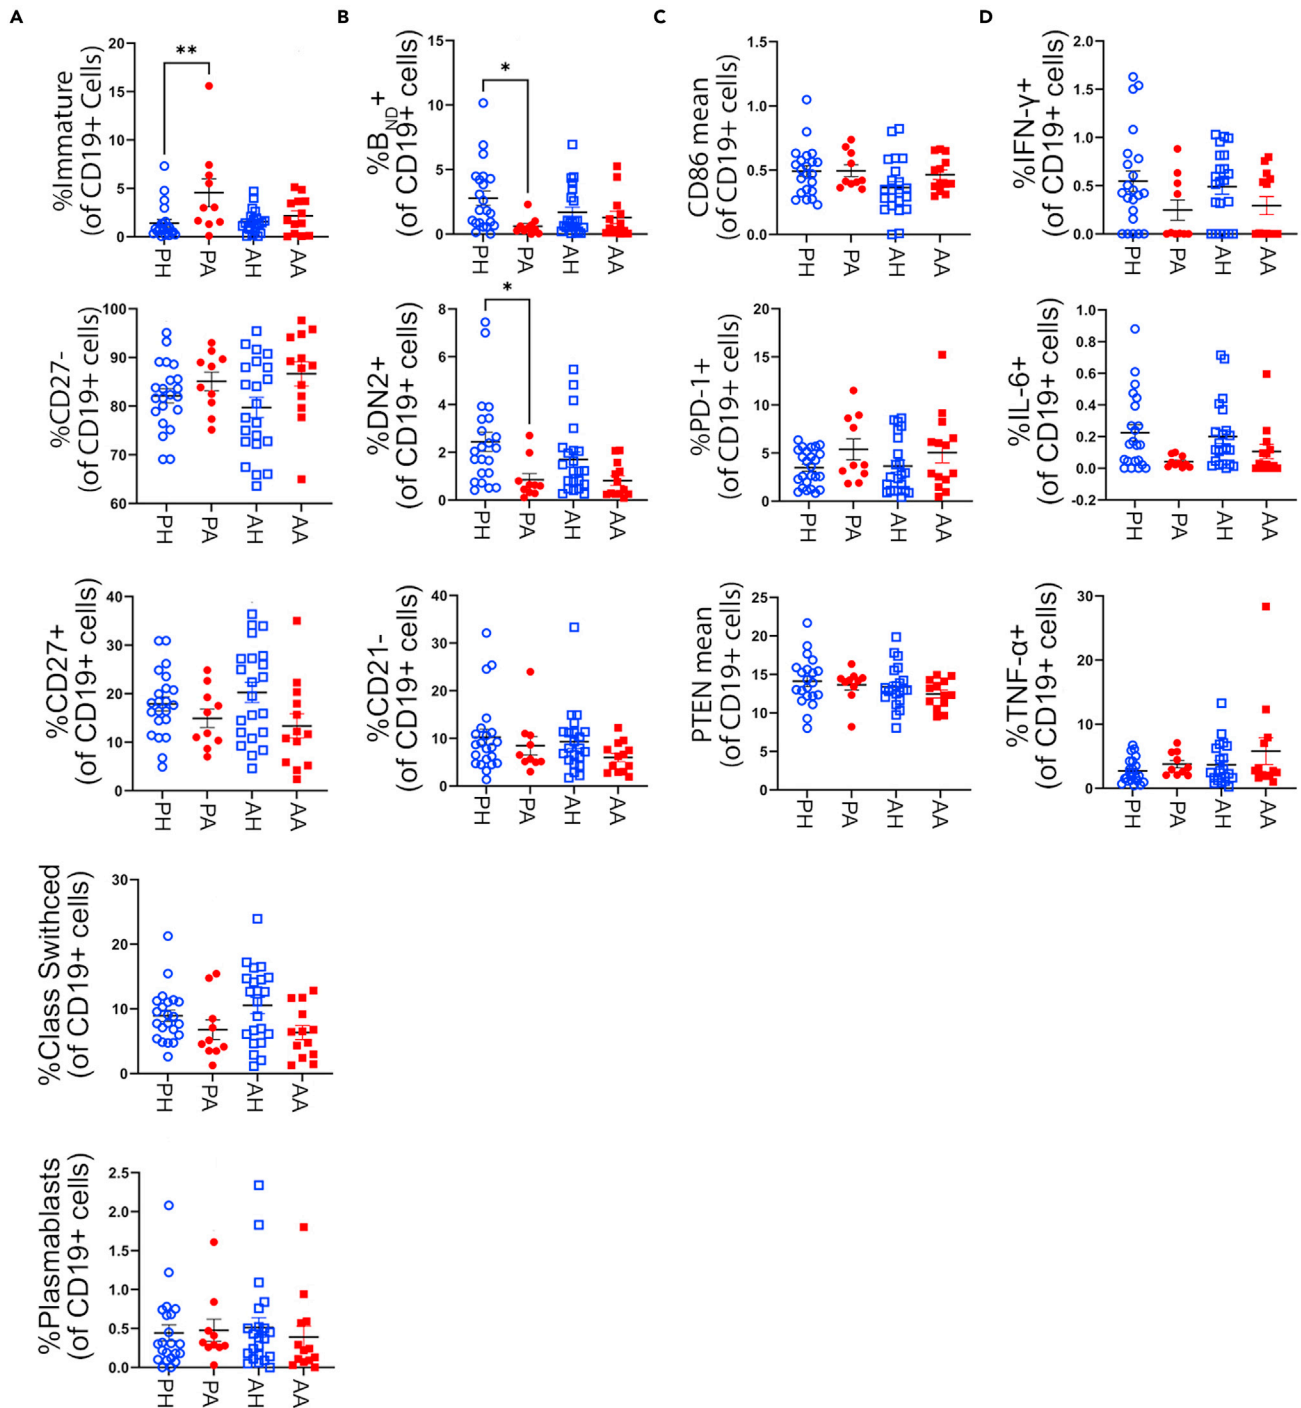 A
B
C
D
%Immature
(of CD19+ Cells)
20
15
10
5
0
**
PH
PA
AH
AA
%BND+
(of CD19+ cells)
15
10
5
0
*
PH
PA
AH
AA
CD86 mean
(of CD19+ cells)
1.5
1.0
0.5
0.0
PH
PA
AH
AA
%IFN-γ+
(of CD19+ cells)
2.0
1.5
1.0
0.5
0.0
PH
PA
AH
AA
%CD27-
(of CD19+ cells)
100
90
80
70
60
PH
PA
AH
AA
%DN2+
(of CD19+ cells)
8
6
4
2
0
*
PH
PA
AH
AA
%PD-1+
(of CD19+ cells)
20
15
10
5
0
PH
PA
AH
AA
%IL-6+
(of CD19+ cells)
1.0
0.8
0.6
0.4
0.2
0.0
-0.2
PH
PA
AH
AA
%CD27+
(of CD19+ cells)
40
30
20
10
0
PH
PA
AH
AA
%CD21-
(of CD19+ cells)
40
30
20
10
0
PH
PA
AH
AA
PTEN mean
(of CD19+ cells)
25
20
15
10
5
0
PH
PA
AH
AA
%TNF-α+
(of CD19+ cells)
30
20
10
0
PH
PA
AH
AA
%Class Swithced
(of CD19+ cells)
30
20
10
0
PH
PA
AH
AA
%Plasmablasts
(of CD19+ cells)
2.5
2.0
1.5
1.0
0.5
0.0
PH
PA
AH
AA